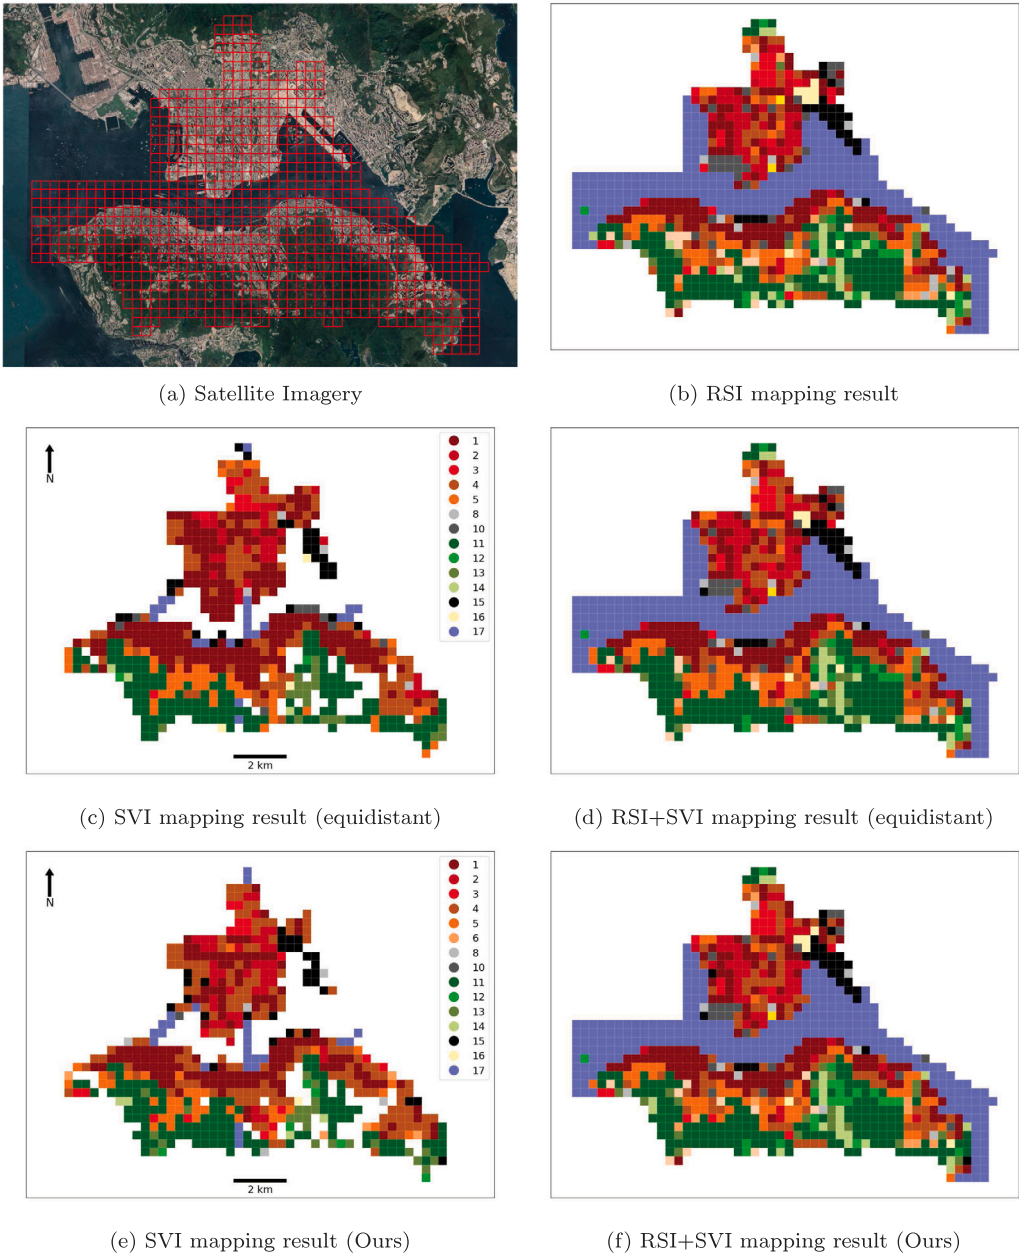 (a) Satellite Imagery
(b) RSI mapping result
N
1
2
3
4
5
8
10
11
12
13
14
15
16
17
2 km
(c) SVI mapping result (equidistant)
(d) RSI+SVI mapping result (equidistant)
N
1
2
3
4
5
6
8
10
11
12
13
14
15
16
17
2 km
(e) SVI mapping result (Ours)
(f) RSI+SVI mapping result (Ours)